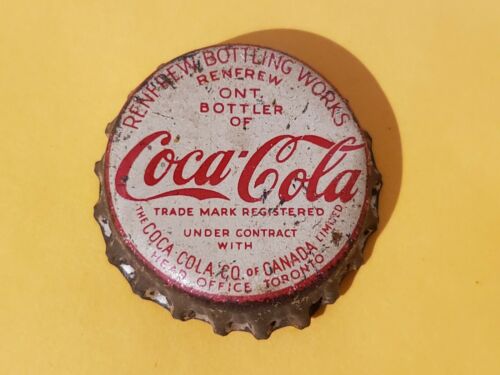 RENFREW BOTTLING WORKS
RENFREW
ONT.
BOTTLER
OF
Coca-Cola
TRADE MARK REGISTERED
UNDER CONTRACT
WITH
THE COCA COLA CO. OF CANADA LIMITED
HEAD OFFICE TORONTO